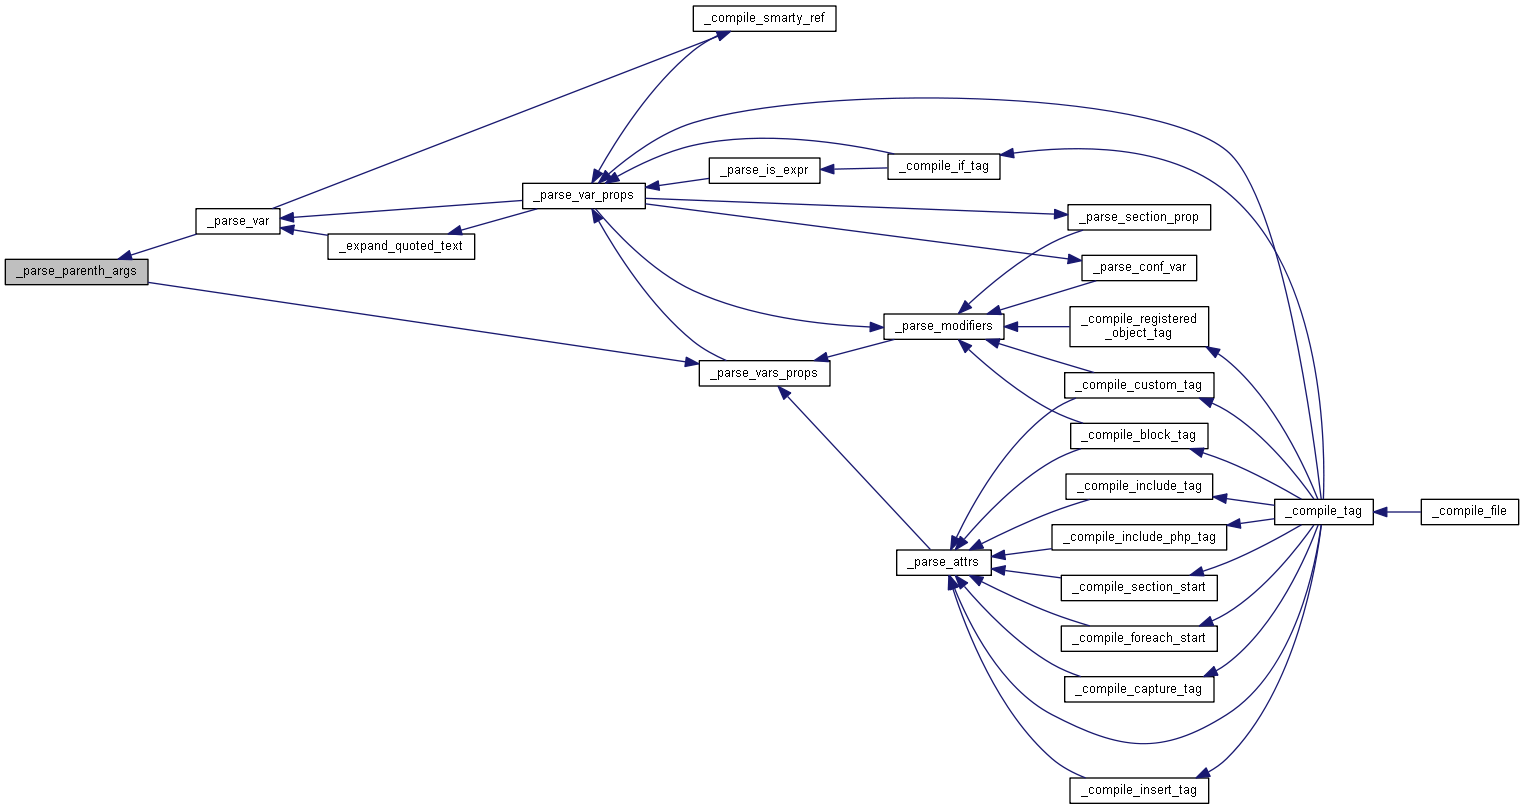 _compile_smarty_ref
_compile_if_tag
_parse_is_expr
_parse_var_props
_parse_section_prop
_parse_var
_expand_quoted_text
_parse_conf_var
_parse_parenth_args
_compile_registered
_object_tag
_parse_modifiers
_parse_vars_props
_compile_custom_tag
_compile_block_tag
_compile_include_tag
_compile_tag
_compile_file
_compile_include_php_tag
_parse_attrs
_compile_section_start
_compile_foreach_start
_compile_capture_tag
_compile_insert_tag